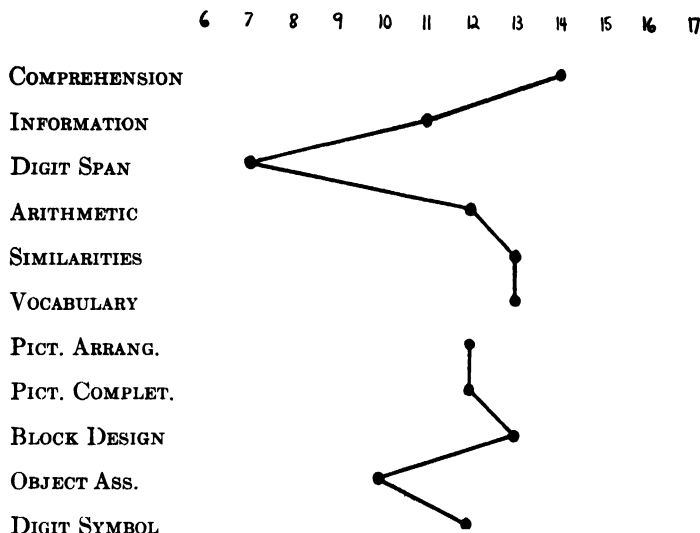 6 7 8 9 10 11 12 13 14 15 16 17
COMPREHENSION
INFORMATION
DIGIT SPAN
ARITHMETIC
SIMILARITIES
VOCABULARY
PICT. ARRANG.
PICT. COMPLET.
BLOCK DESIGN
OBJECT ASS.
DIGIT SYMBOL